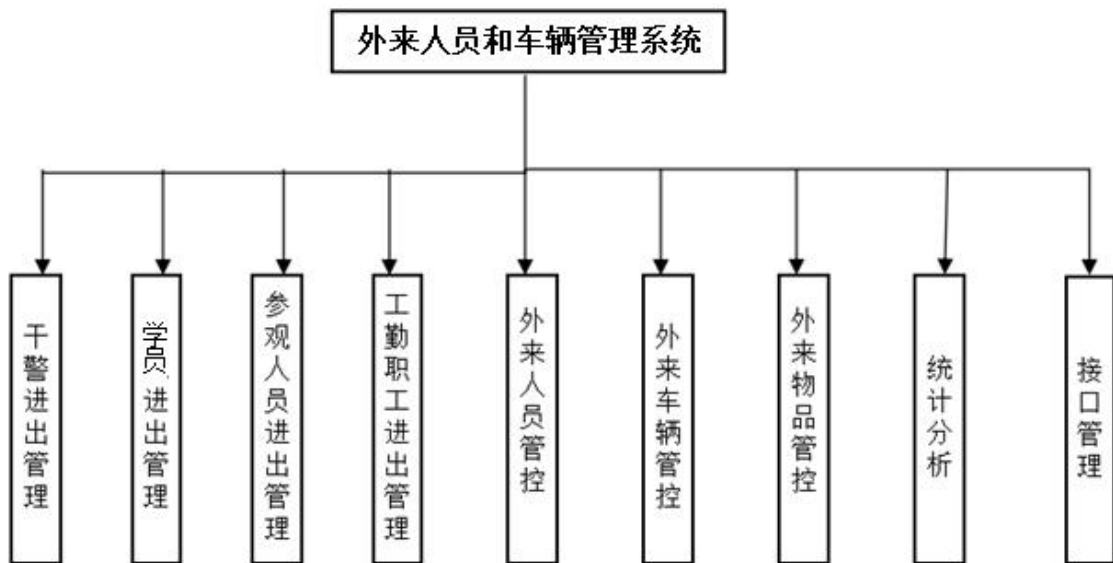 外来人员和车辆管理系统
干警进出管理
学员进出管理
参观人员进出管理
工勤职工进出管理
外来人员管控
外来车辆管控
外来物品管控
统计分析
接口管理